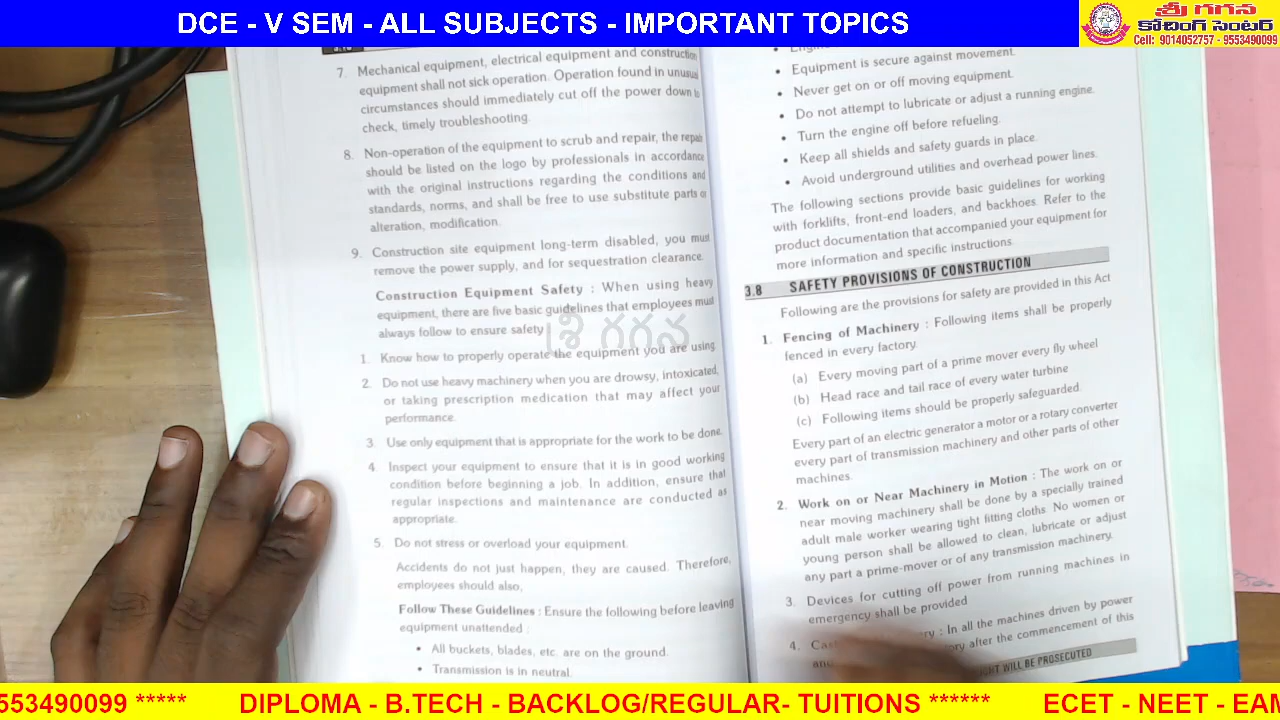 DCE - V SEM - ALL SUBJECTS - IMPORTANT TOPICS
శ్రీ గగన
కోచింగ్ సెంటర్
Cell: 9014052757 - 9553490099
7. Mechanical equipment, electrical equipment and construction
equipment shall not sick operation. Operation found in unusual
circumstances should immediately cut off the power down to
check, timely troubleshooting.
8. Non-operation of the equipment to scrub and repair, the repair
should be listed on the logo by professionals in accordance
with the original instructions regarding the conditions and
standards, norms, and shall be free to use substitute parts or
alteration, modification.
9. Construction site equipment long-term disabled, you must
remove the power supply, and for sequestration clearance.
Construction Equipment Safety : When using heavy
equipment, there are five basic guidelines that employees must
always follow to ensure safety
శ్రీ గగన
1. Know how to properly operate the equipment you are using.
2. Do not use heavy machinery when you are drowsy, intoxicated,
or taking prescription medication that may affect your
performance.
3. Use only equipment that is appropriate for the work to be done.
4. Inspect your equipment to ensure that it is in good working
condition before beginning a job. In addition, ensure that
regular inspections and maintenance are conducted as
appropriate.
5. Do not stress or overload your equipment.
Accidents do not just happen, they are caused. Therefore,
employees should also,
Follow These Guidelines : Ensure the following before leaving
equipment unattended :
• All buckets, blades, etc. are on the ground.
• Transmission is in neutral.
• Equipment is secure against movement.
• Never get on or off moving equipment.
• Do not attempt to lubricate or adjust a running engine.
• Turn the engine off before refueling.
• Keep all shields and safety guards in place.
• Avoid underground utilities and overhead power lines.
The following sections provide basic guidelines for working
with forklifts, front-end loaders, and backhoes. Refer to the
product documentation that accompanied your equipment for
more information and specific instructions.
3.8 SAFETY PROVISIONS OF CONSTRUCTION
Following are the provisions for safety are provided in this Act
1. Fencing of Machinery : Following items shall be properly
fenced in every factory.
(a) Every moving part of a prime mover every fly wheel
(b) Head race and tail race of every water turbine
(c) Following items should be properly safeguarded.
Every part of an electric generator a motor or a rotary converter
every part of transmission machinery and other parts of other
machines.
2. Work on or Near Machinery in Motion : The work on or
near moving machinery shall be done by a specially trained
adult male worker wearing tight fitting cloths. No women or
young person shall be allowed to clean, lubricate or adjust
any part a prime-mover or of any transmission machinery.
3. Devices for cutting off power from running machines in
emergency shall be provided
4. : In all the machines driven by power
after the commencement of this
WILL BE PROSECUTED
553490099 ***** DIPLOMA - B.TECH - BACKLOG/REGULAR- TUITIONS ****** ECET - NEET - EAM